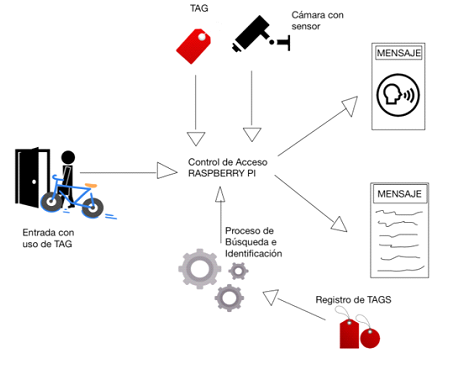 TAG
Cámara con
sensor
MENSAJE
Control de Acceso
RASPBERRY PI
MENSAJE
Entrada con
uso de TAG
Proceso de
Búsqueda e
Identificación
Registro de TAGS